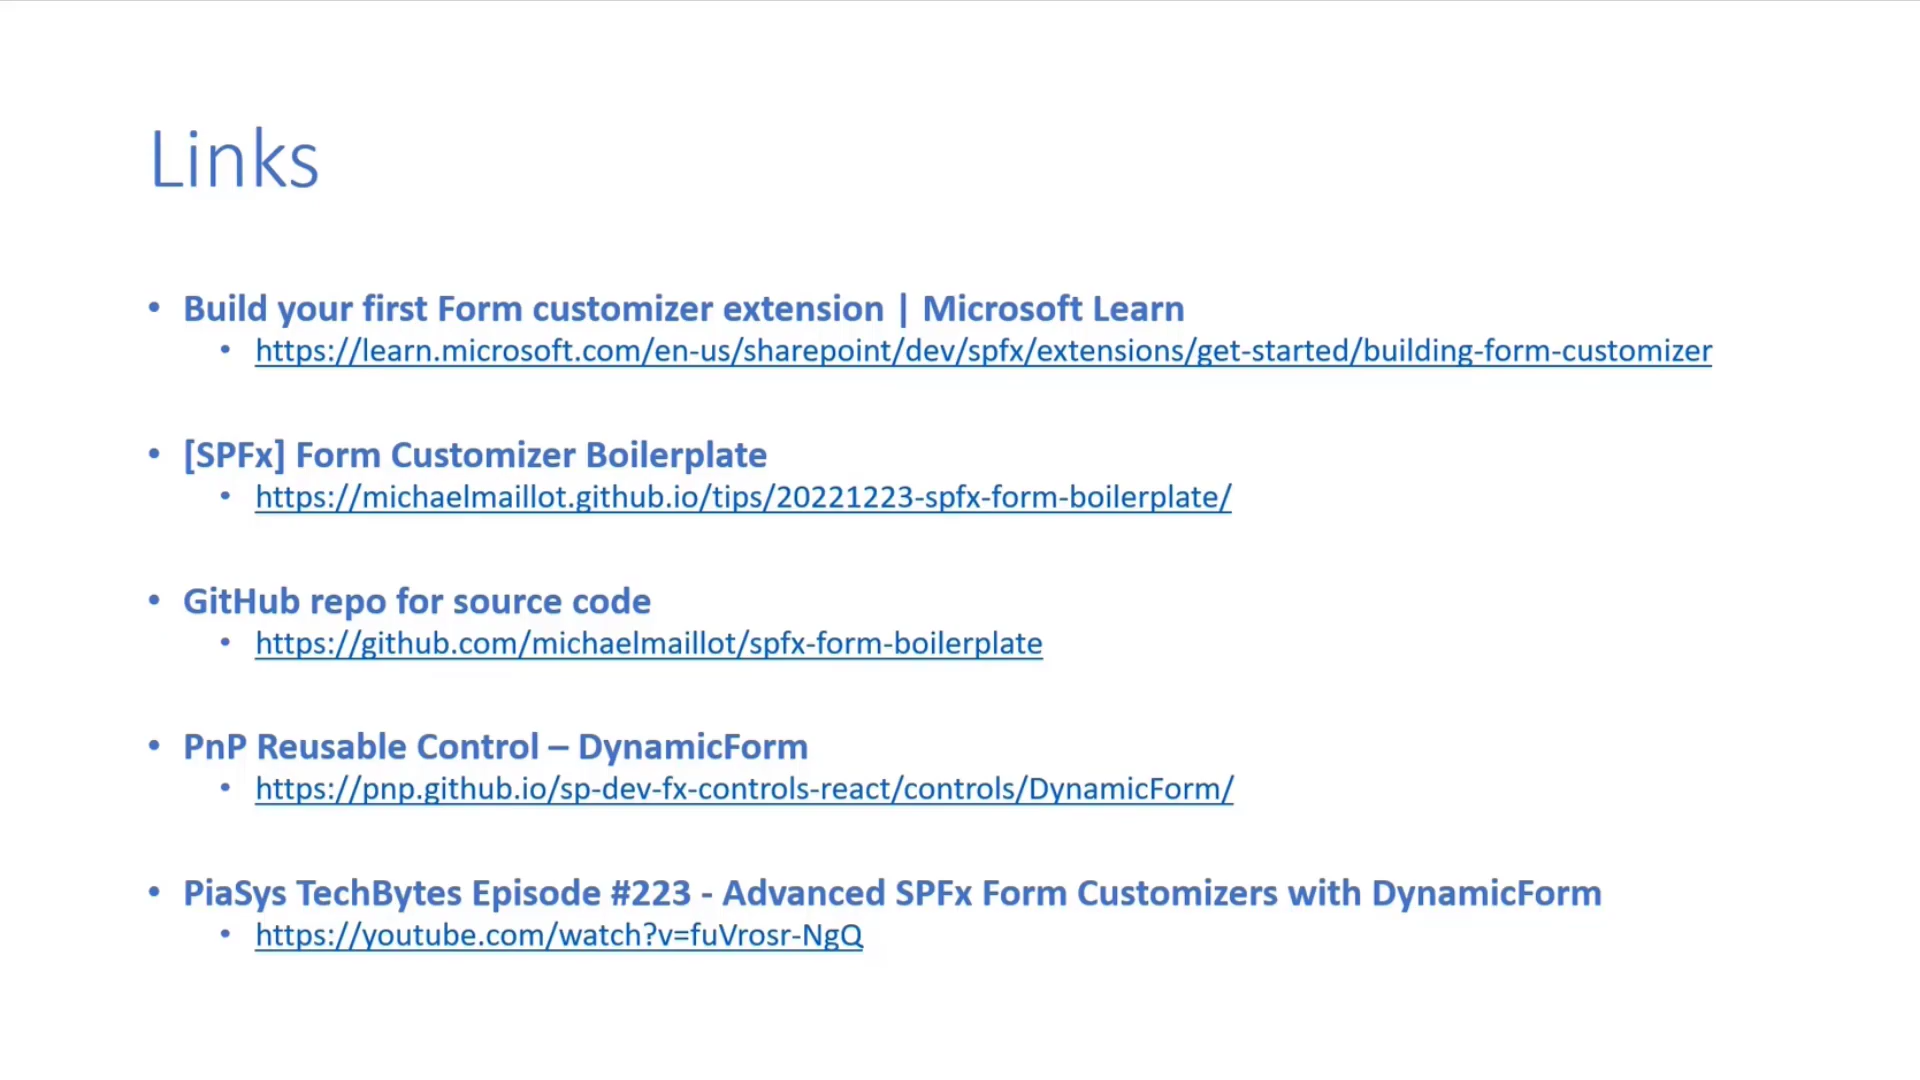 Links
• Build your first Form customizer extension | Microsoft Learn
• https://learn.microsoft.com/en-us/sharepoint/dev/spfx/extensions/get-started/building-form-customizer
• [SPFx] Form Customizer Boilerplate
• https://michaelmaillot.github.io/tips/20221223-spfx-form-boilerplate/
• GitHub repo for source code
• https://github.com/michaelmaillot/spfx-form-boilerplate
• PnP Reusable Control – DynamicForm
• https://pnp.github.io/sp-dev-fx-controls-react/controls/DynamicForm/
• PiaSys TechBytes Episode #223 - Advanced SPFx Form Customizers with DynamicForm
• https://youtube.com/watch?v=fuVrosr-NgQ